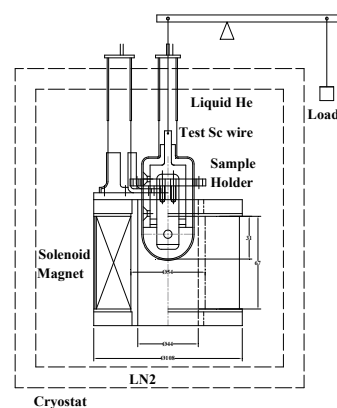 Liquid He
Load
Test Sc wire
Sample
Holder
Solenoid
Magnet
LN2
Cryostat